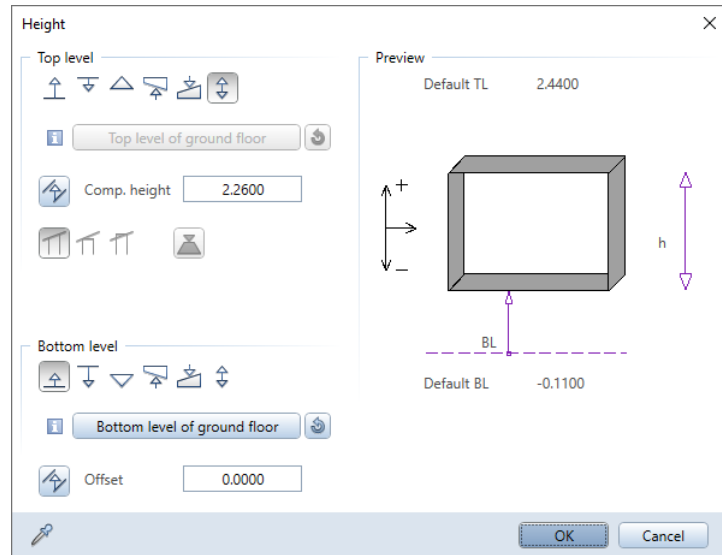 Height
Top level
Top level of ground floor
Comp. height 2.2600
Bottom level
Bottom level of ground floor
Offset 0.0000
Preview
Default TL 2.4400
+
h
–
BL
Default BL -0.1100
OK Cancel